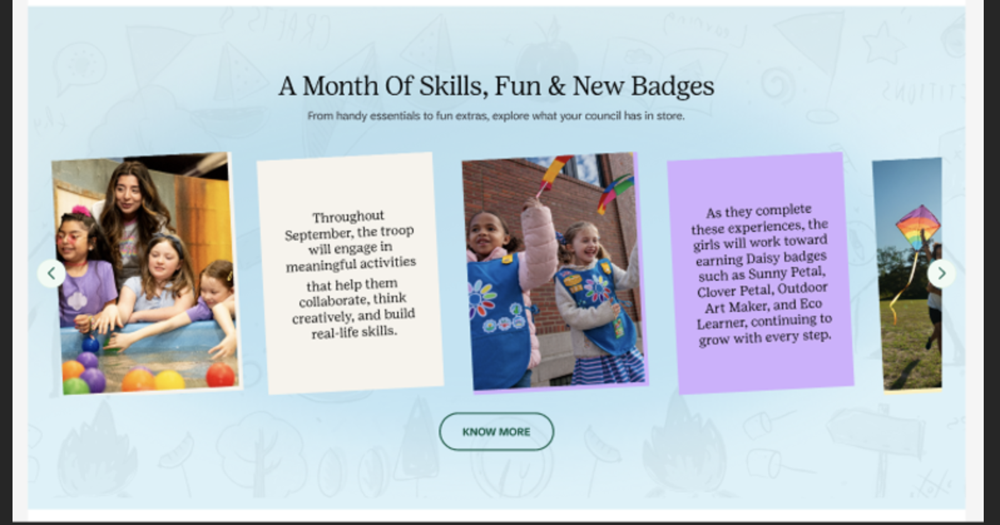 CRAFTS
Learning
A Month Of Skills, Fun & New Badges
From handy essentials to fun extras, explore what your council has in store.
Throughout
September, the troop
will engage in
meaningful activities
that help them
collaborate, think
creatively, and build
real-life skills.
As they complete
these experiences, the
girls will work toward
earning Daisy badges
such as Sunny Petal,
Clover Petal, Outdoor
Art Maker, and Eco
Learner, continuing to
grow with every step.
KNOW MORE